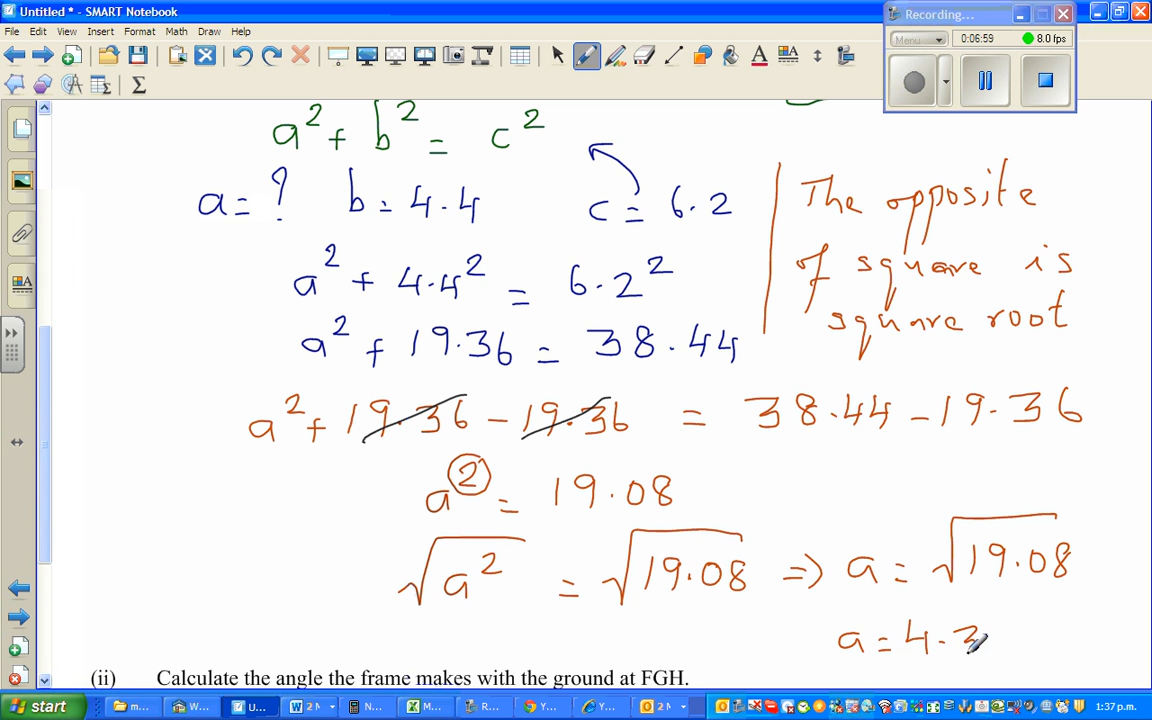 Untitled * - SMART Notebook
Recording...
Menu
0:06:59
8.0 fps
File Edit View Insert Format Math Draw Help
a² + b² = c²
a = ? b = 4.4 c = 6.2
The opposite
of square is
square root
a² + 4.4² = 6.2²
a² + 19.36 = 38.44
a² + 19.36 - 19.36 = 38.44 - 19.36
a² = 19.08
√a² = √19.08 => a = √19.08
a = 4.3
(ii) Calculate the angle the frame makes with the ground at FGH.
start m... W... U... 2 N... N... M... R... Y... Y... 2 N... 1:37 p.m.